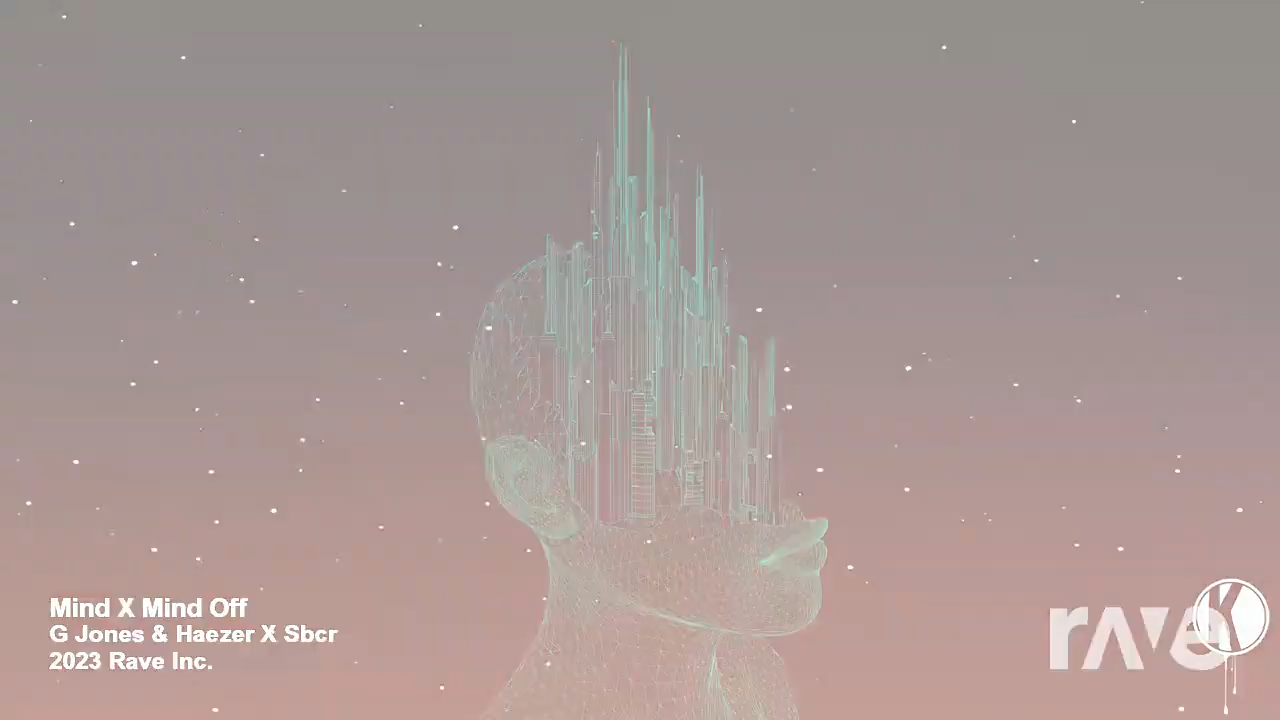 Mind X Mind Off
G Jones & Haezer X Sbcr
2023 Rave Inc.
rave
K